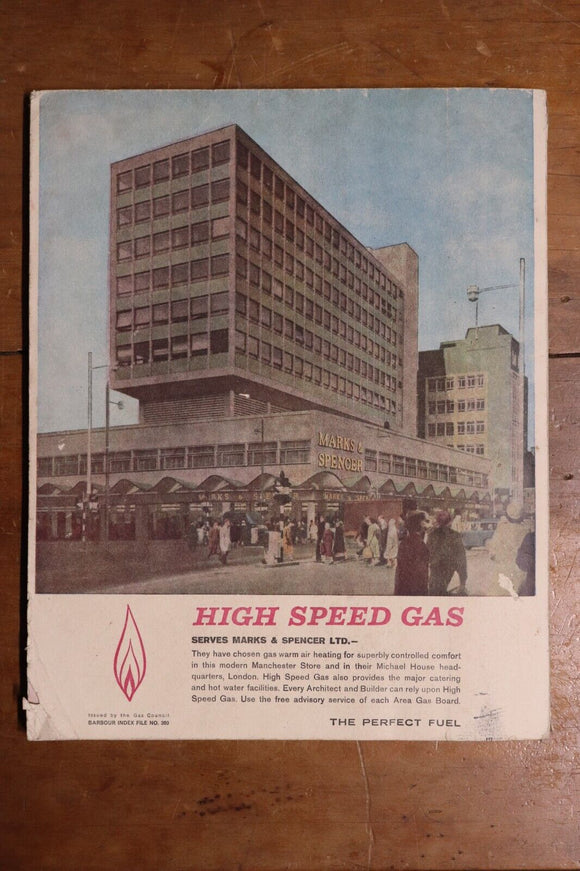 MARKS &
SPENCER
MARKS & SPENCER
MARKS & SPENCER
HIGH SPEED GAS
SERVES MARKS & SPENCER LTD.—
They have chosen gas warm air heating for superbly controlled comfort
in this modern Manchester Store and in their Michael House head-
quarters, London. High Speed Gas also provides the major catering
and hot water facilities. Every Architect and Builder can rely upon High
Speed Gas. Use the free advisory service of each Area Gas Board.
Issued by the Gas Council
BARBOUR INDEX FILE NO. 280
THE PERFECT FUEL